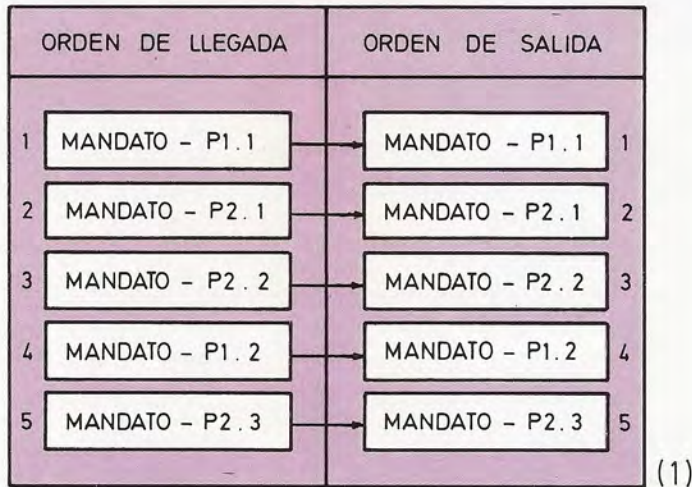 ORDEN DE LLEGADA ORDEN DE SALIDA
1 MANDATO - P1.1 MANDATO - P1.1 1
2 MANDATO - P2.1 MANDATO - P2.1 2
3 MANDATO - P2.2 MANDATO - P2.2 3
4 MANDATO - P1.2 MANDATO - P1.2 4
5 MANDATO - P2.3 MANDATO - P2.3 5
(1)